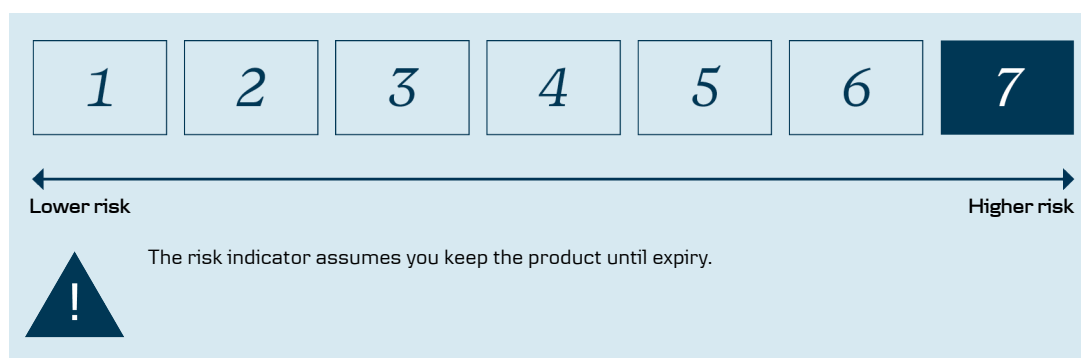 1 2 3 4 5 6 7
Lower risk Higher risk
! The risk indicator assumes you keep the product until expiry.